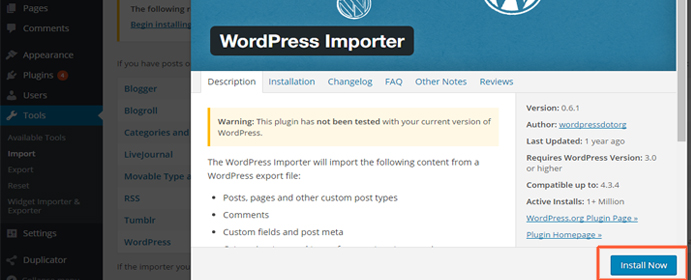 Pages
Comments
Appearance
Plugins 4
Users
Tools
Available Tools
Import
Export
Reset
Widget Importer &
Exporter
Settings
Duplicator
The following
Begin installing
If you have posts o
Blogger
Blogroll
Categories and
LiveJournal
Movable Type a
RSS
Tumblr
WordPress
If the importer you
WordPress Importer
Description
Installation
Changelog
FAQ
Other Notes
Reviews
Warning: This plugin has not been tested with your current version of
WordPress.
The WordPress Importer will import the following content from a
WordPress export file:
• Posts, pages and other custom post types
• Comments
• Custom fields and post meta
Version: 0.6.1
Author: wordpressdotorg
Last Updated: 1 year ago
Requires WordPress Version: 3.0
or higher
Compatible up to: 4.3.4
Active Installs: 1+ Million
WordPress.org Plugin Page »
Plugin Homepage »
Install Now